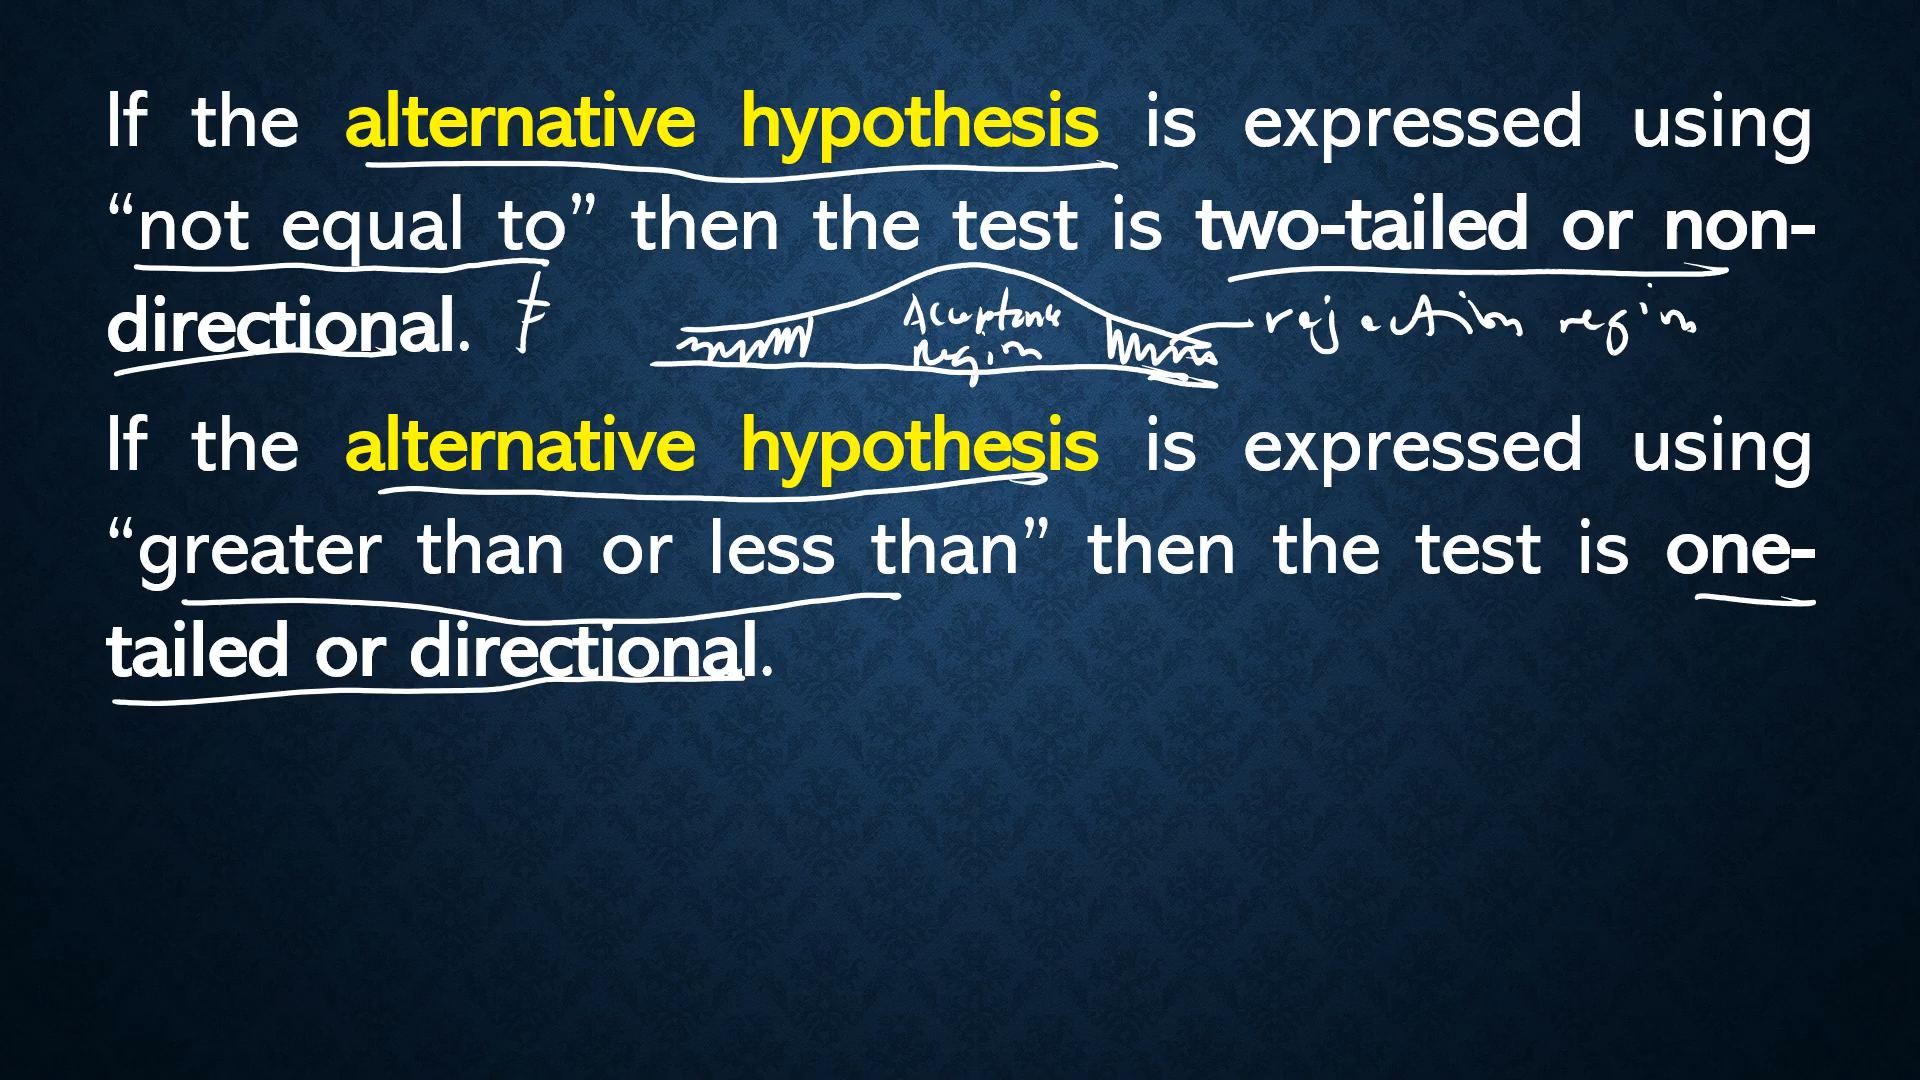 If the alternative hypothesis is expressed using
“not equal to” then the test is two-tailed or non-
directional.
≠
Acceptance
Region
rejection region
If the alternative hypothesis is expressed using
“greater than or less than” then the test is one-
tailed or directional.